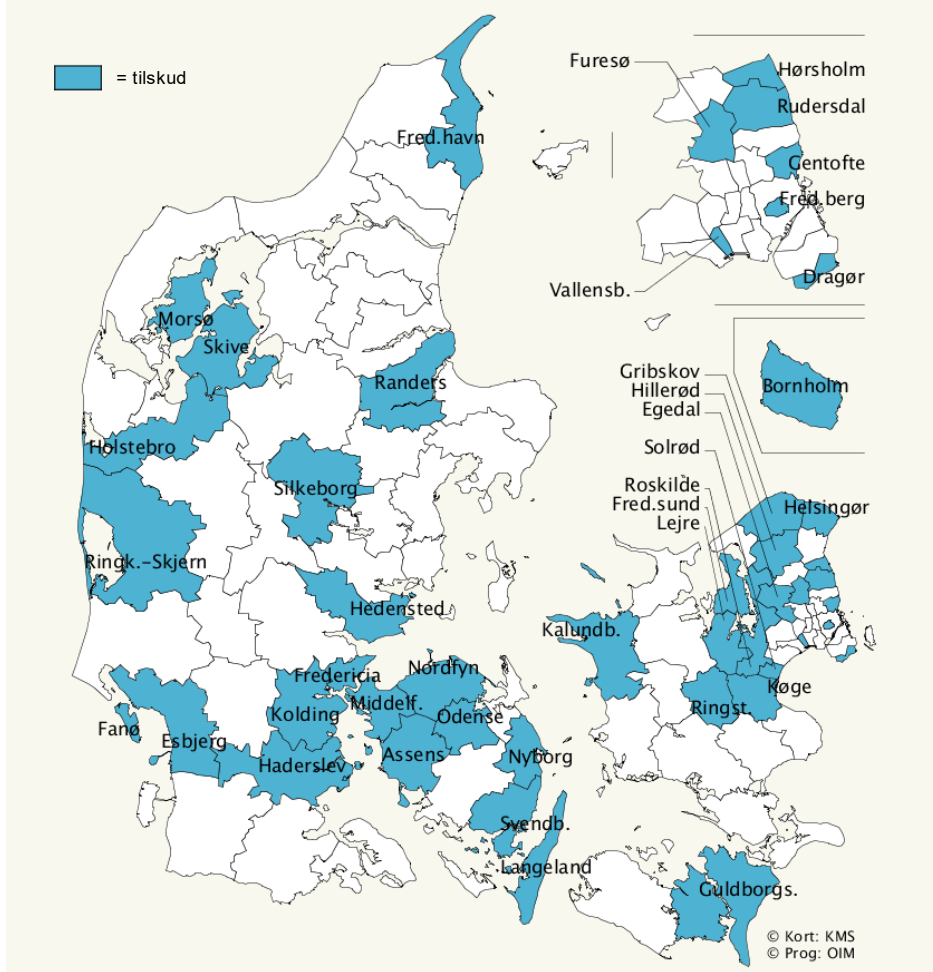 = tilskud
Furesø
Hørsholm
Rudersdal
Fred.havn
Gentofte
Fred.berg
Dragør
Vallensb.
Morsø
Skive
Randers
Gribskov
Hillerød
Egedal
Bornholm
Holstebro
Solrød
Silkeborg
Roskilde
Fred.sund
Lejre
Helsingør
Ringk.-Skjern
Hedensted
Kalundb.
Fredericia
Nordfyn
Middelf.
Køge
Kolding
Odense
Ringst.
Fanø
Esbjerg
Assens
Nyborg
Haderslev
Svendb.
Langeland
Guldborgs.
© Kort: KMS
© Prog: OIM